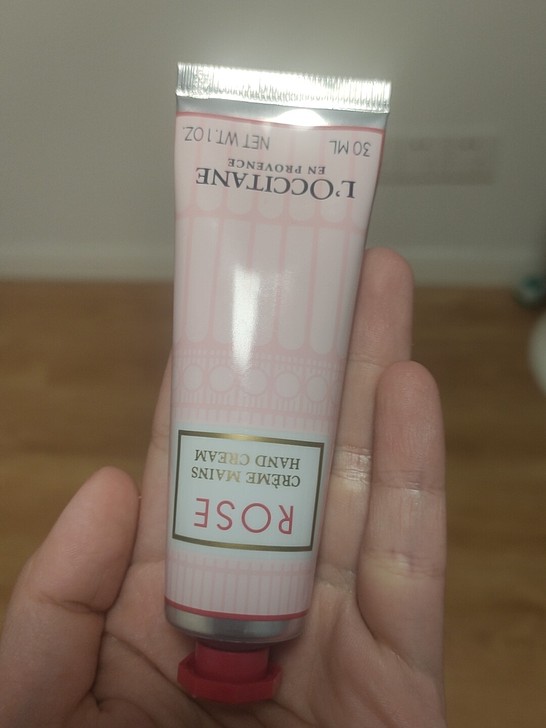 ROSE
CRÈME MAINS
HAND CREAM
L'OCCITANE
EN PROVENCE
30 ML NET WT. 1 OZ.